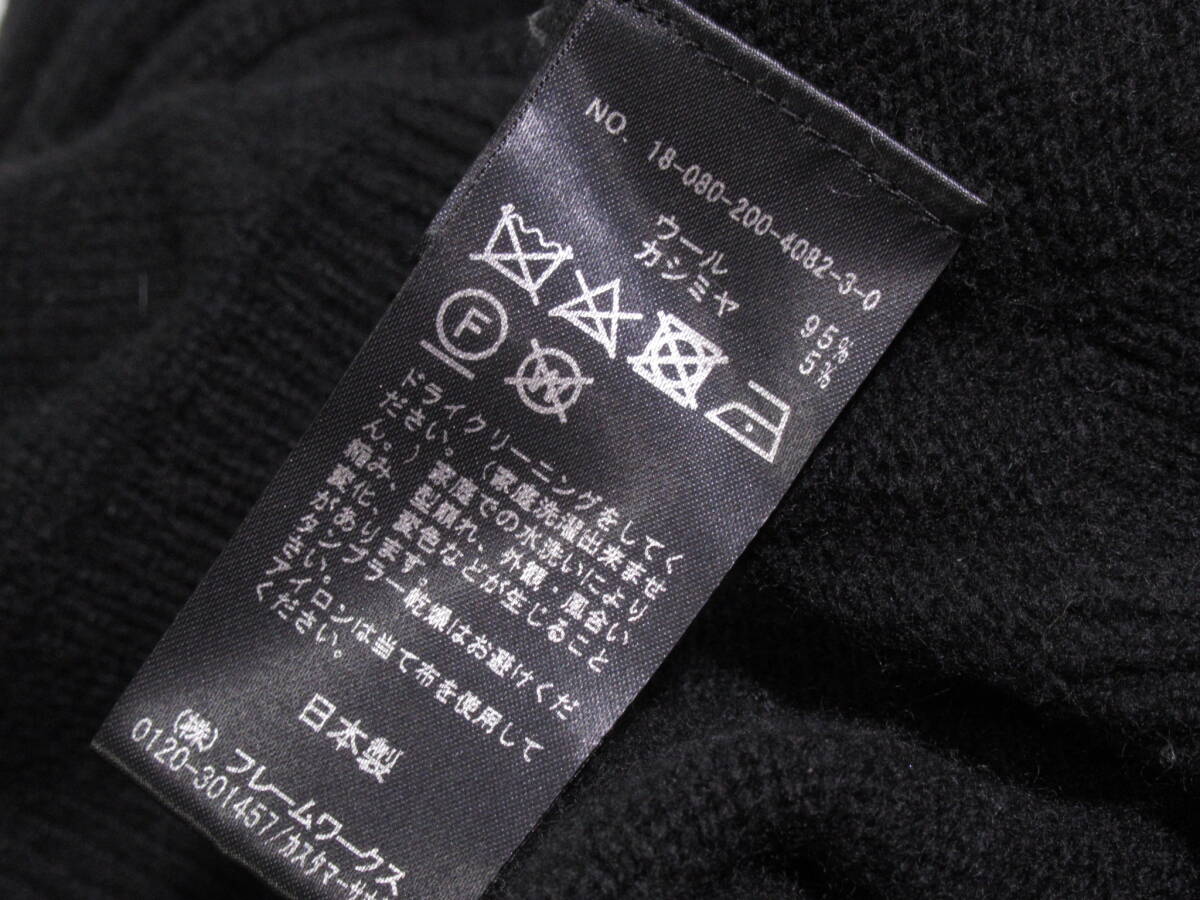 NO. 18-080-200-4082-3-0
ウール 95%
カシミヤ 5%
F
W
ドライクリーニングをしてく
ださい。(家庭洗濯出来ませ
ん。) 家庭での水洗いにより
縮み、型崩れ、外観・風合い
変化、変色などが生じること
があります。
タンブラー乾燥はお避けくだ
さい。
アイロンは当て布を使用して
ください。
日本製
(株) フレームワークス
0120-301457/カスタマーサポ